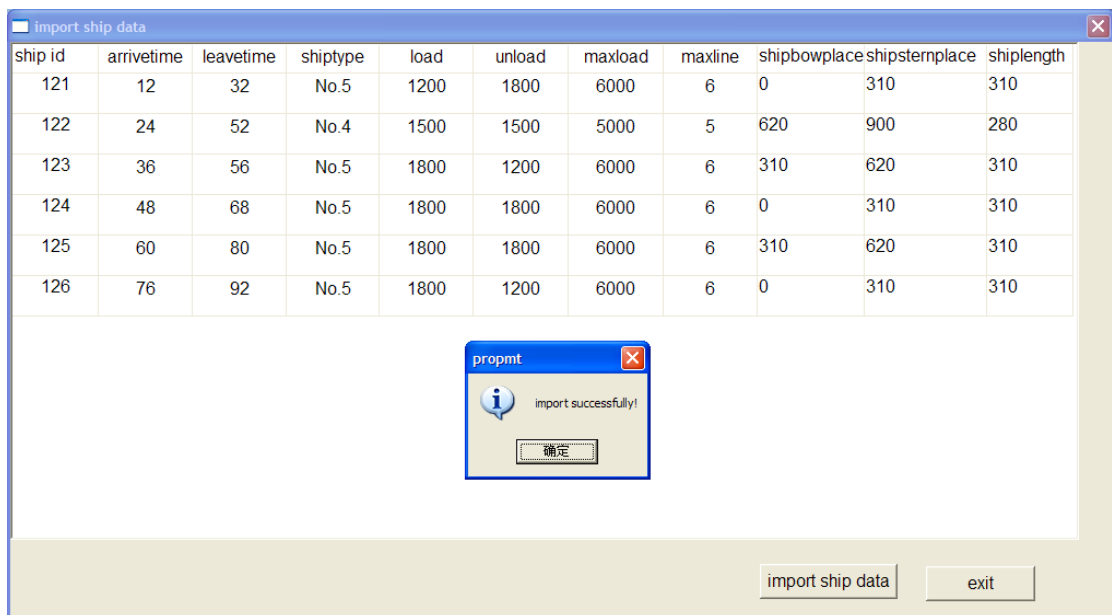 import ship data
ship id arrivetime leavetime shiptype load unload maxload maxline shipbowplace shipsternplace shiplength
121 12 32 No.5 1200 1800 6000 6 0 310 310
122 24 52 No.4 1500 1500 5000 5 620 900 280
123 36 56 No.5 1800 1200 6000 6 310 620 310
124 48 68 No.5 1800 1800 6000 6 0 310 310
125 60 80 No.5 1800 1800 6000 6 310 620 310
126 76 92 No.5 1800 1200 6000 6 0 310 310
propmt
import successfully!
确定
import ship data exit